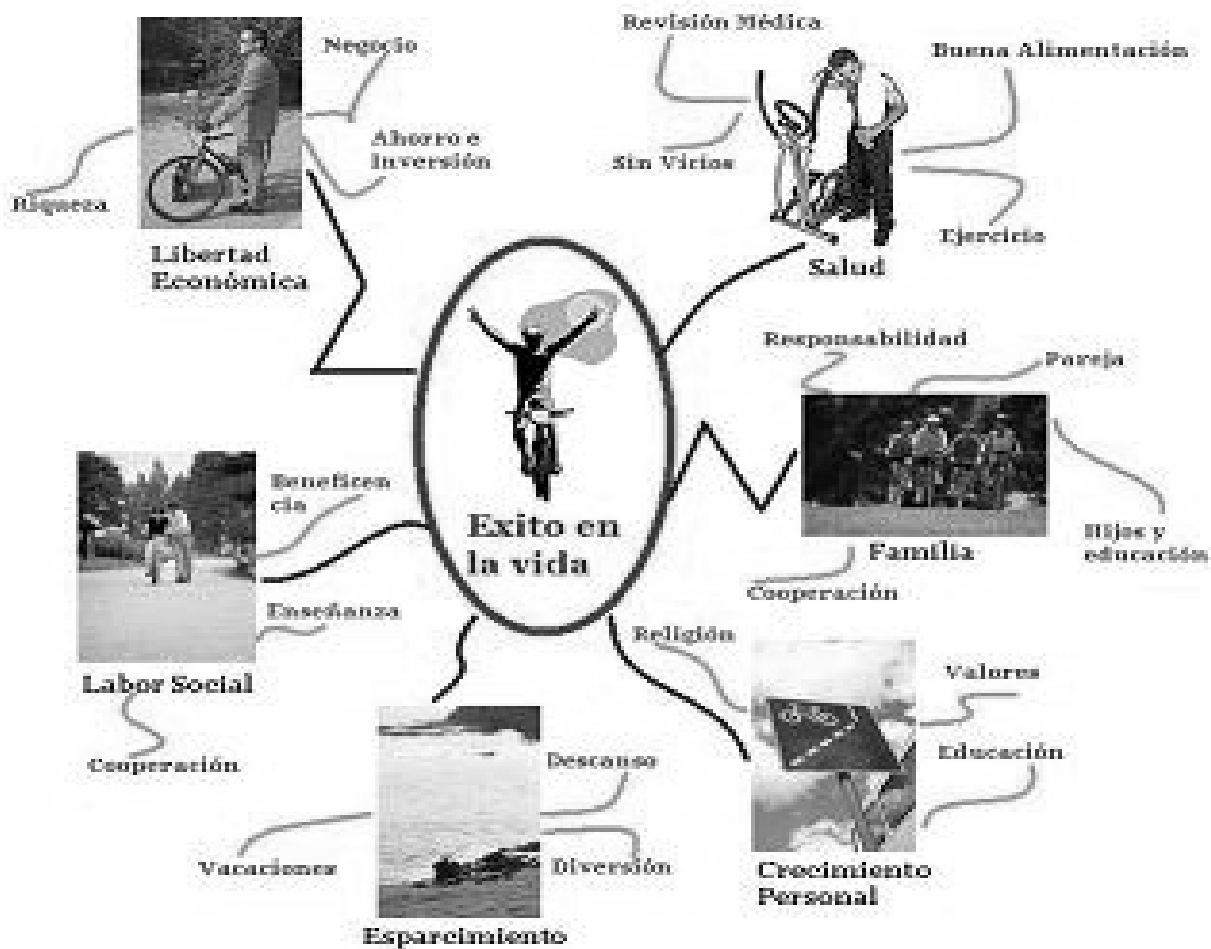 Revisión Médica
Negocio
Buena Alimentación
Ahorro e
Inversión
Sin Vicios
Riqueza
Ejercicio
Libertad
Económica
Salud
Responsabilidad
Pareja
Beneficen
cia
Exito en
la vida
Hijos y
educación
Familia
Cooperación
Enseñanza
Religión
Labor Social
Valores
Cooperación
Descanso
Educación
Vacaciones
Diversión
Crecimiento
Personal
Esparcimiento